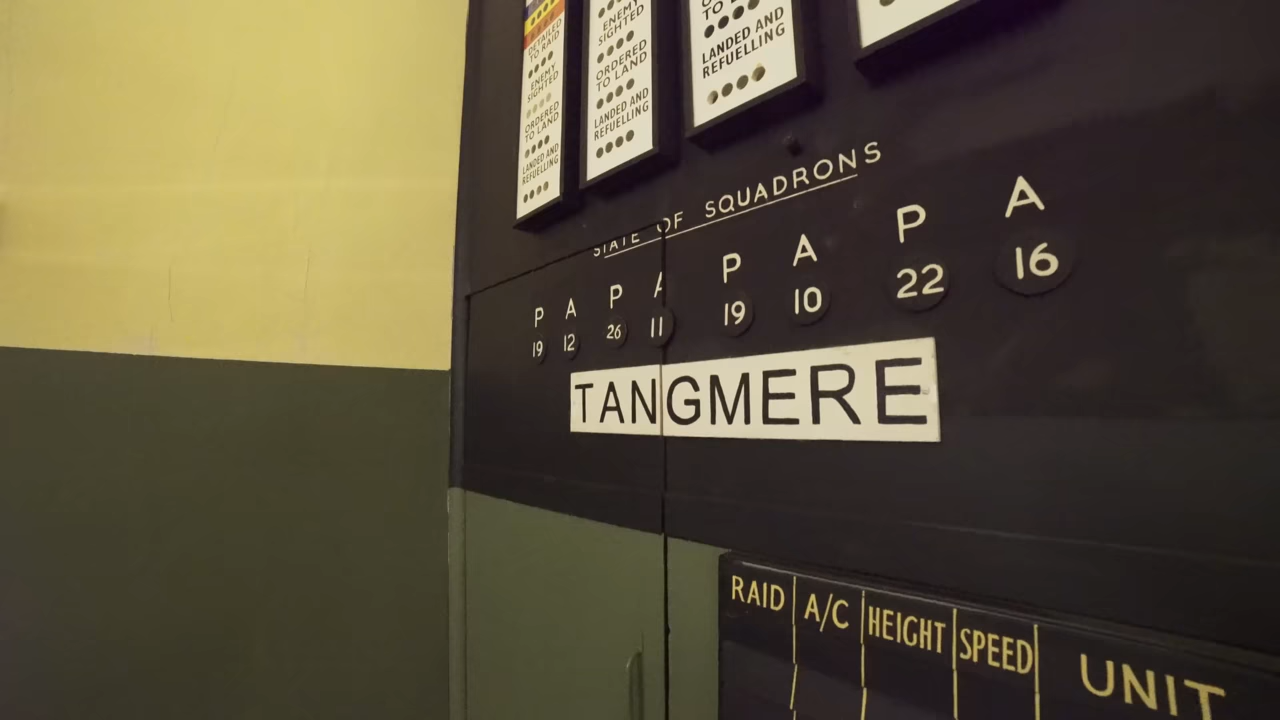 DETAILED
TO RAID
ENEMY
SIGHTED
ORDERED
TO LAND
LANDED AND
REFUELLING
ENEMY
SIGHTED
ORDERED
TO LAND
LANDED AND
REFUELLING
LANDED AND
REFUELLING
STATE OF SQUADRONS
P A P A P A P A
19 12 26 11 19 10 22 16
TANGMERE
RAID A/C HEIGHT SPEED UNIT